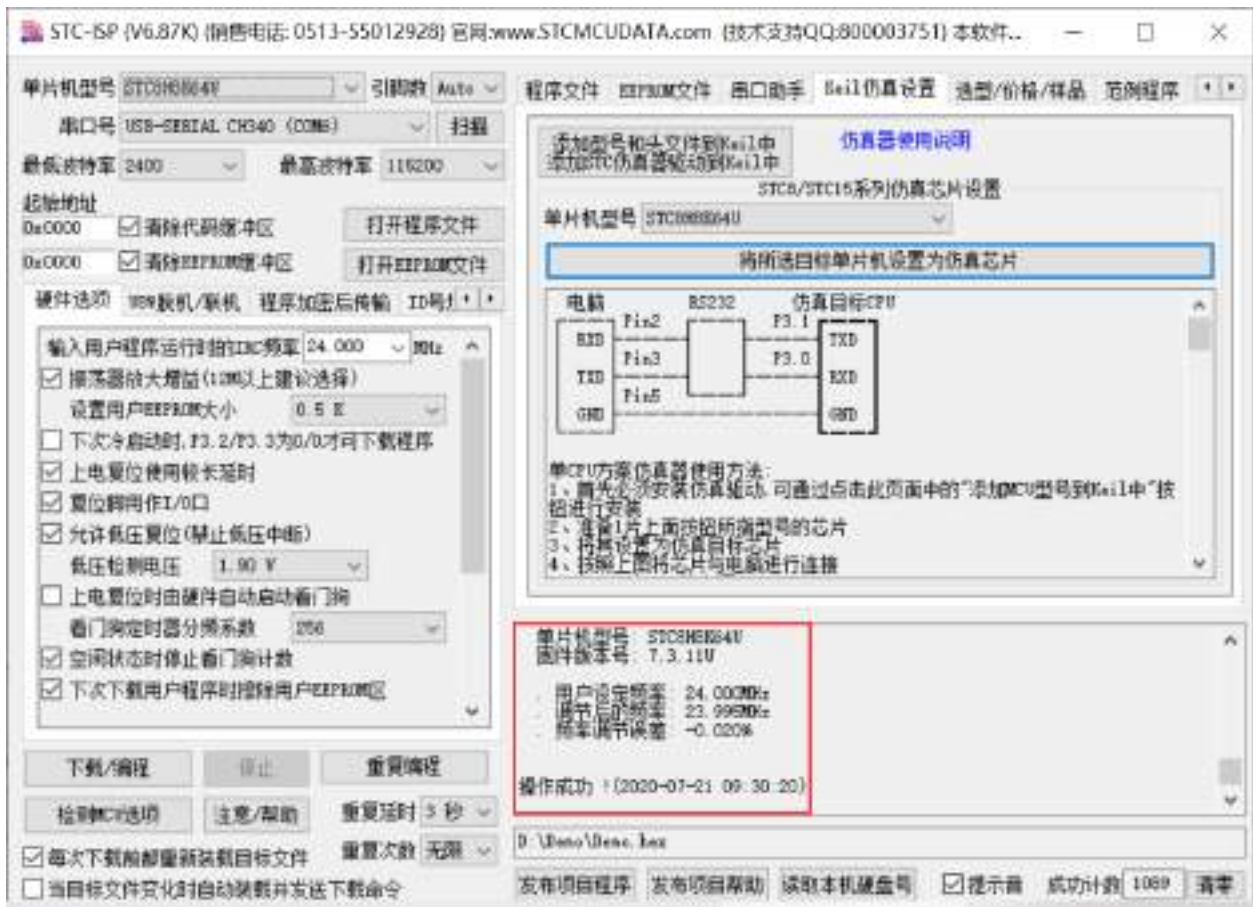 STC-ISP (V6.87K) (销售电话: 0513-55012928) 官网:www.STCMCUDATA.com (技术支持QQ:800003751) 本软件..
单片机型号 STC8H8K64U 引脚数 Auto
串口号 USB-SERIAL CH340 (COM6) 扫描
最低波特率 2400 最高波特率 115200
起始地址
0x0000 清除代码缓冲区 打开程序文件
0x0000 清除EEPROM缓冲区 打开EEPROM文件
硬件选项 USB脱机/联机 程序加密后传输 ID号
输入用户程序运行时的IRC频率 24.000 MHz
振荡器放大增益(12M以上建议选择)
设置用户EEPROM大小 0.5 K
下次冷启动时,P3.2/P3.3为0/0才可下载程序
上电复位使用较长延时
复位脚用作I/O口
允许低压复位(禁止低压中断)
低压检测电压 1.90 V
上电复位时由硬件自动启动看门狗
看门狗定时器分频系数 256
空闲状态时停止看门狗计数
下次下载用户程序时擦除用户EEPROM区
下载/编程 停止 重复编程
检测MCU选项 注意/帮助 重复延时 3 秒
每次下载前都重新装载目标文件 重复次数 无限
当目标文件变化时自动装载并发送下载命令
程序文件 EEPROM文件 串口助手 Keil仿真设置 选型/价格/样品 范例程序
添加型号和头文件到Keil中
添加STC仿真器驱动到Keil中
仿真器使用说明
STC8/STC15系列仿真芯片设置
单片机型号 STC8H8K64U
将所选目标单片机设置为仿真芯片
电脑 RS232 仿真目标CPU
RXD Pin2 P3.1 TXD
TXD Pin3 P3.0 RXD
GND Pin5 GND
单CPU方案仿真器使用方法:
1、首先必须安装仿真驱动,可通过点击此页面中的"添加MCU型号到Keil中"按
钮进行安装
2、准备1片上面按钮所指型号的芯片
3、将其设置为仿真目标芯片
4、按照上图将芯片与电脑进行连接
单片机型号: STC8H8K64U
固件版本号: 7.3.11U
. 用户设定频率: 24.000MHz
. 调节后的频率: 23.995MHz
. 频率调节误差: -0.020%
操作成功 !(2020-07-21 09:30:20)
D:\Demo\Demo.hex
发布项目程序 发布项目帮助 读取本机硬盘号 提示音 成功计数 1089 清零